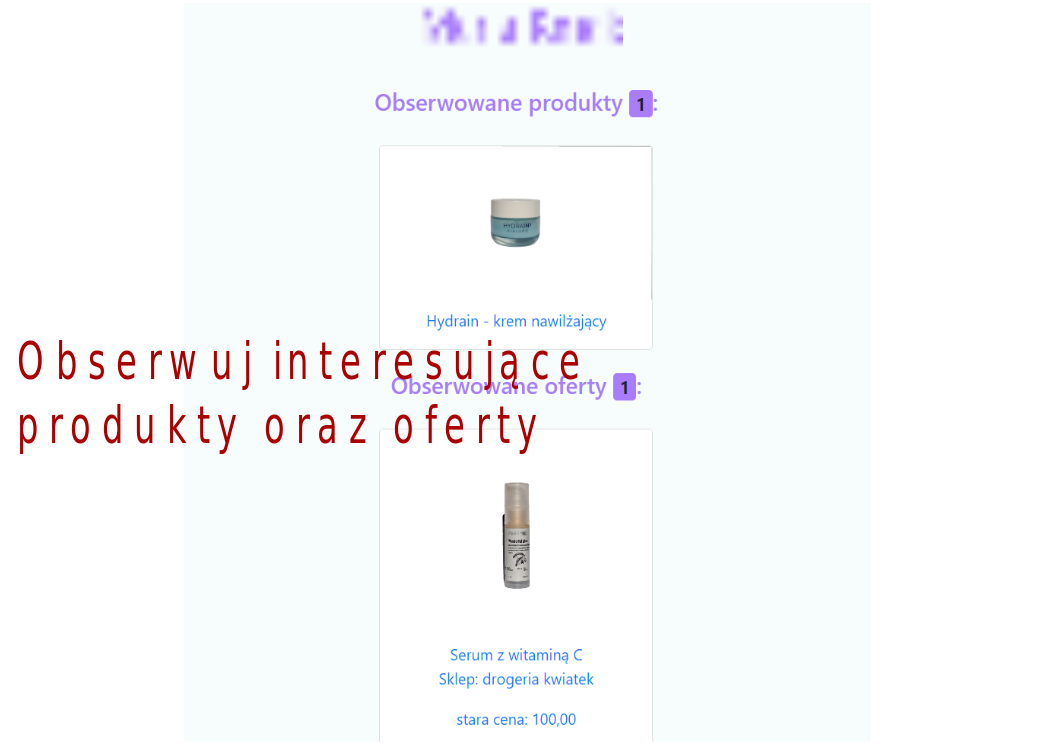 Obserwowane produkty 1:
Hydrain - krem nawilżający
Obserwuj interesujące
produkty oraz oferty
Obserwowane oferty 1:
Serum z witaminą C
Sklep: drogeria kwiatek
stara cena: 100,00